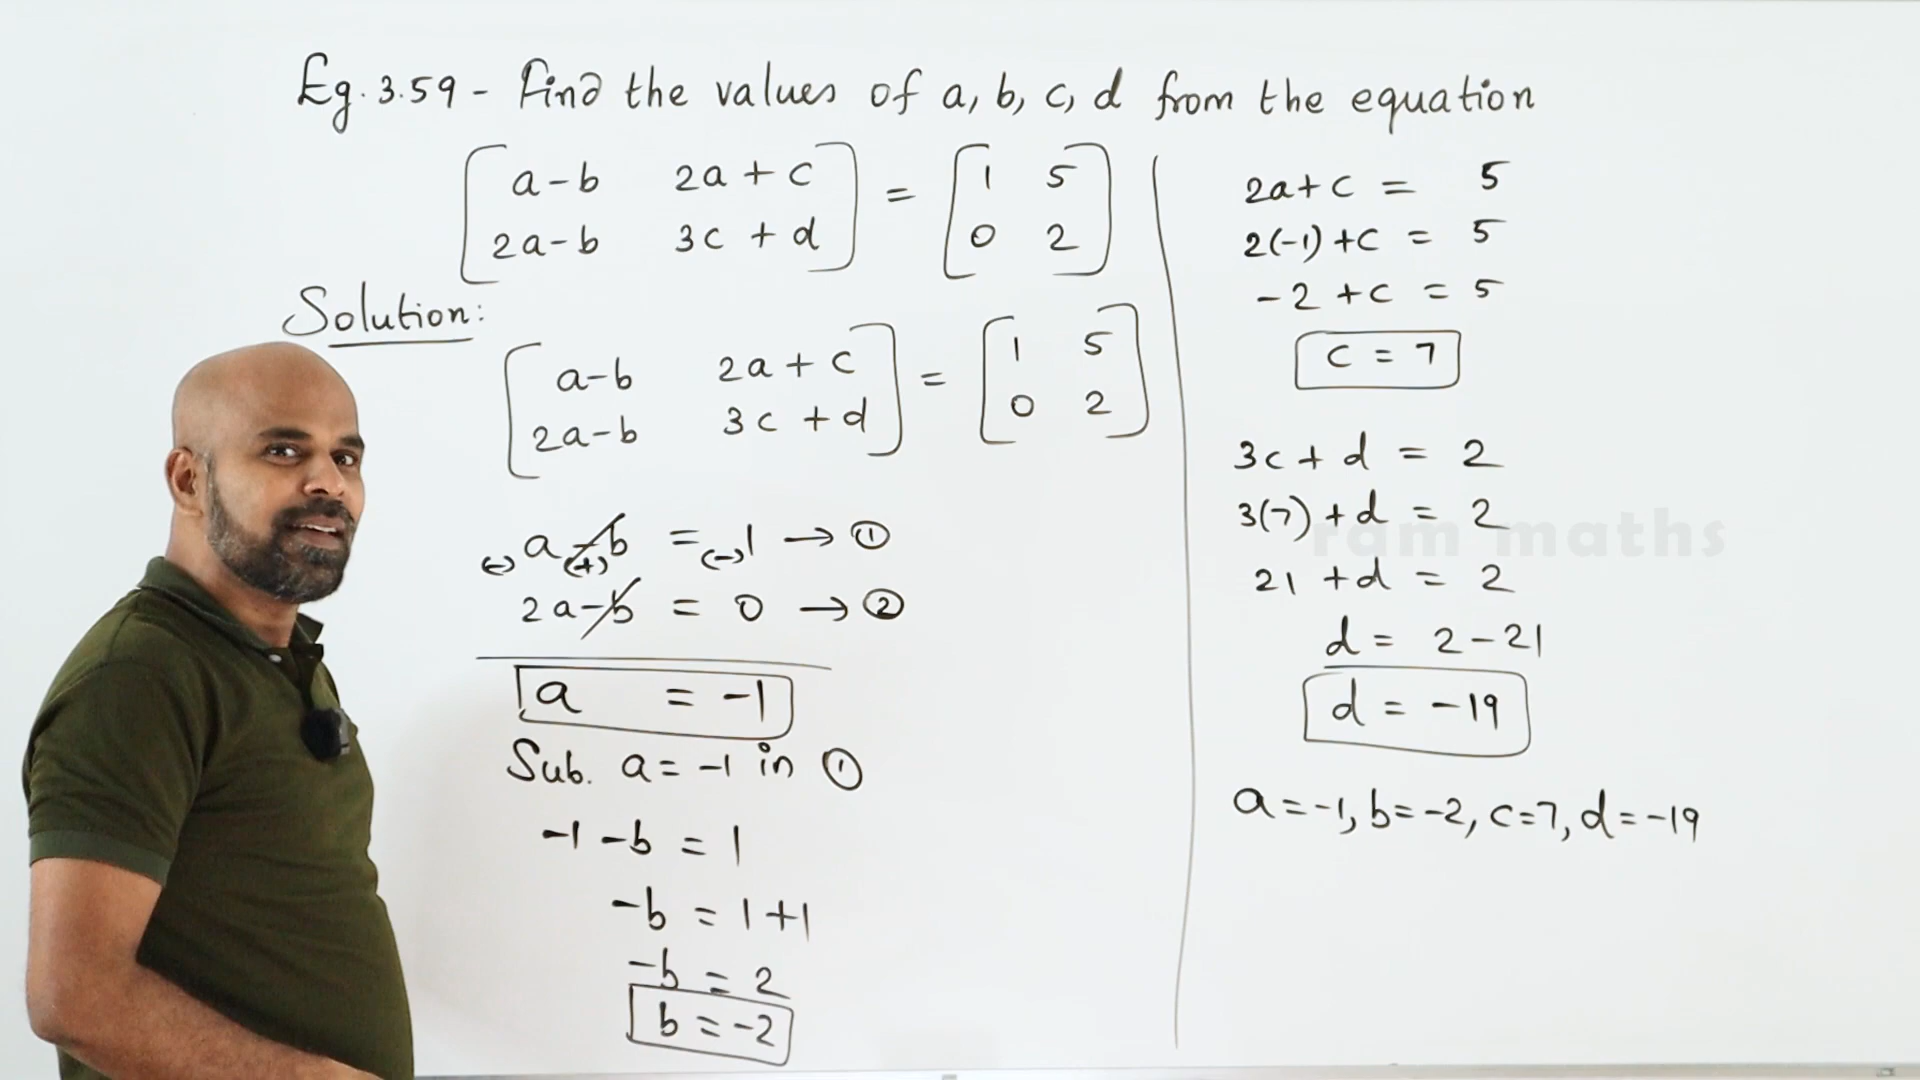 Eg. 3.59 - Find the values of a, b, c, d from the equation
[ a-b 2a+c ] = [ 1 5 ]
[ 2a-b 3c+d ] [ 0 2 ]
Solution:
[ a-b 2a+c ] = [ 1 5 ]
[ 2a-b 3c+d ] [ 0 2 ]
(-) a - b (+) = (-) 1 → ①
2a - b = 0 → ②
a = -1
Sub. a = -1 in ①
-1 - b = 1
-b = 1+1
-b = 2
b = -2
2a + c = 5
2(-1) + c = 5
-2 + c = 5
c = 7
3c + d = 2
3(7) + d = 2
ram maths
21 + d = 2
d = 2 - 21
d = -19
a = -1, b = -2, c = 7, d = -19